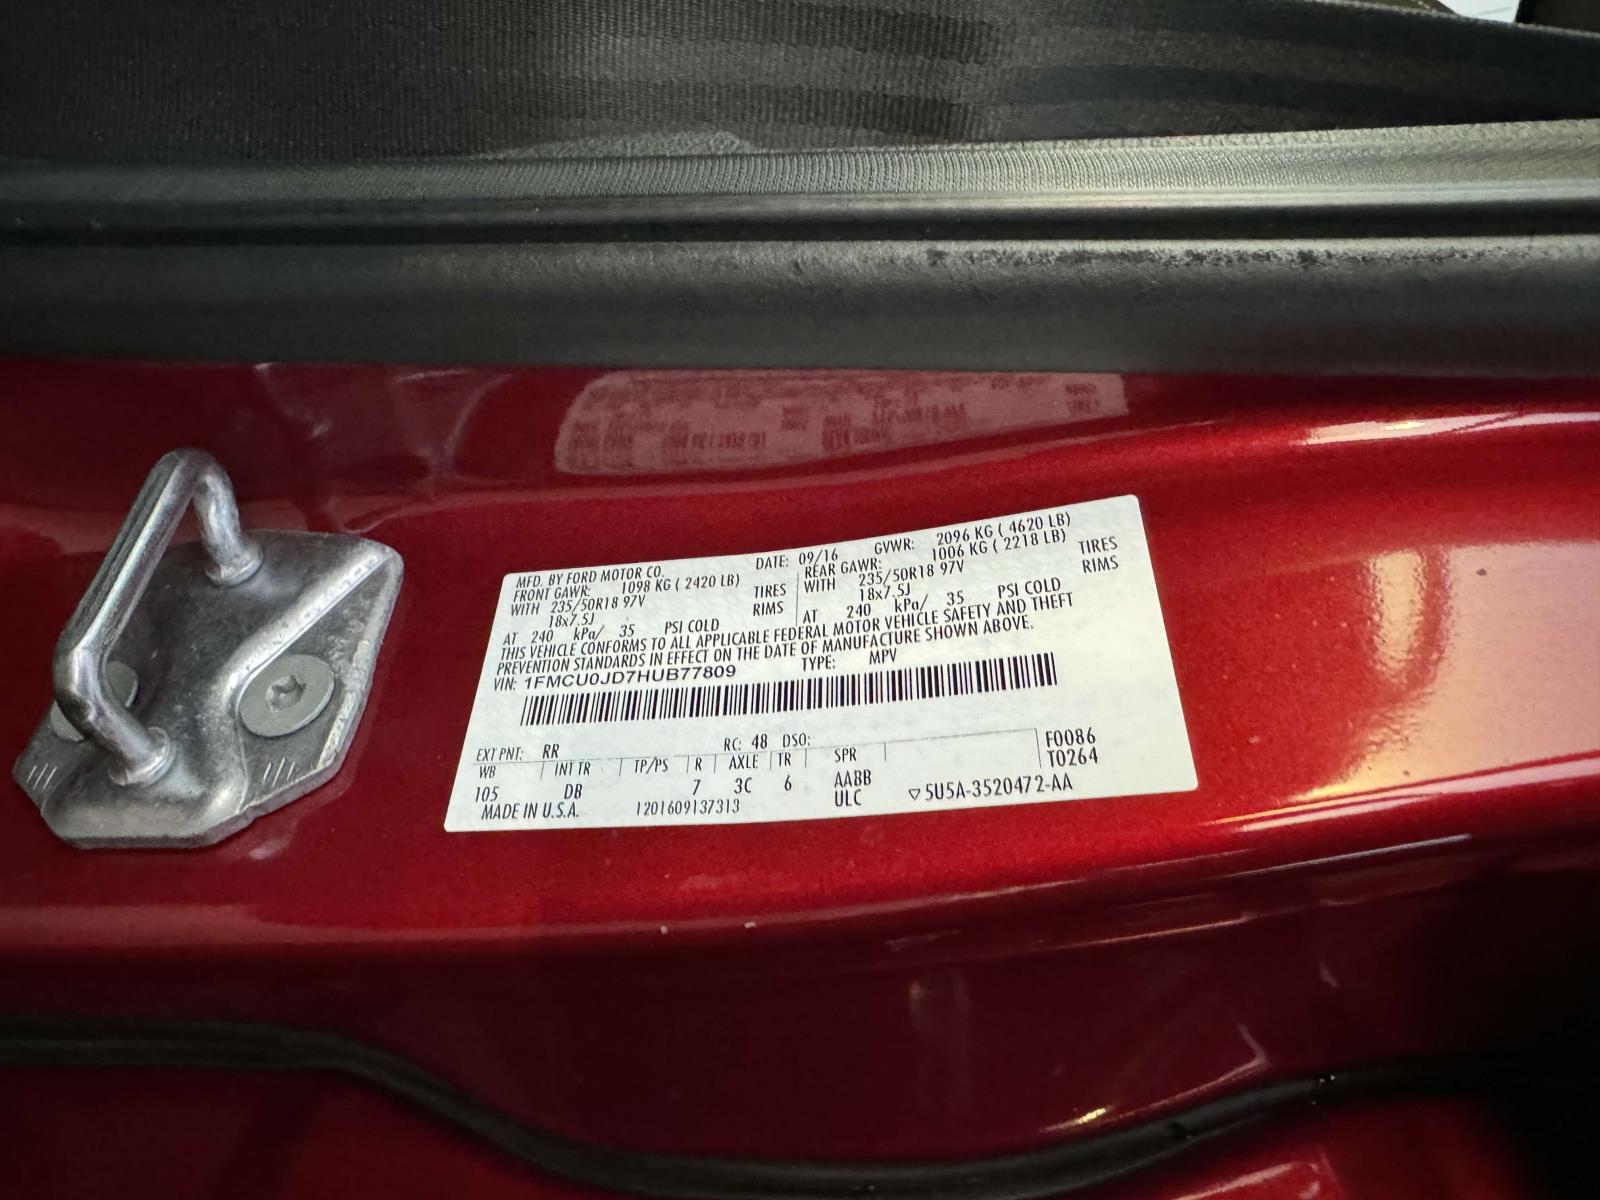 MFD. BY FORD MOTOR CO. DATE: 09/16 GVWR: 2096 KG ( 4620 LB)
FRONT GAWR: 1098 KG ( 2420 LB) REAR GAWR: 1006 KG ( 2218 LB)
WITH 235/50R18 97V TIRES WITH 235/50R18 97V TIRES
18x7.5J RIMS 18x7.5J RIMS
AT 240 kPa/ 35 PSI COLD AT 240 kPa/ 35 PSI COLD
THIS VEHICLE CONFORMS TO ALL APPLICABLE FEDERAL MOTOR VEHICLE SAFETY AND THEFT
PREVENTION STANDARDS IN EFFECT ON THE DATE OF MANUFACTURE SHOWN ABOVE.
VIN: 1FMCU0JD7HUB77809 TYPE: MPV
EXT PNT: RR RC: 48 DSO: F0086
WB INT TR TP/PS R AXLE TR SPR T0264
105 DB 7 3C 6 AABB
MADE IN U.S.A. 1201609137313 ULC ▽5U5A-3520472-AA